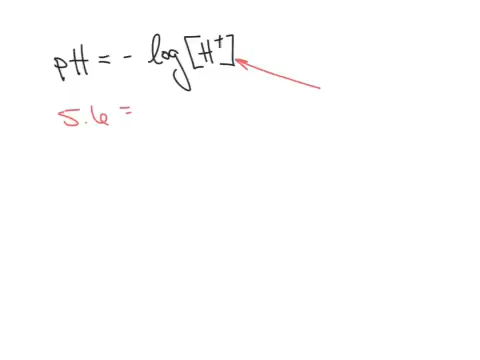 pH = - log [H⁺]
5.6 =